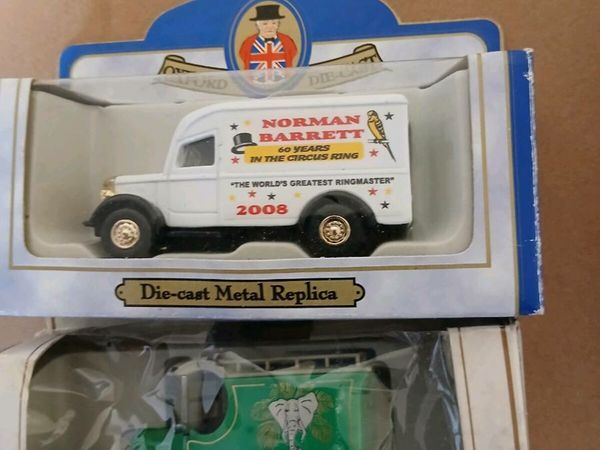 OXFORD DIE-CAST
NORMAN
BARRETT
60 YEARS
IN THE CIRCUS RING
"THE WORLD'S GREATEST RINGMASTER"
2008
Die-cast Metal Replica